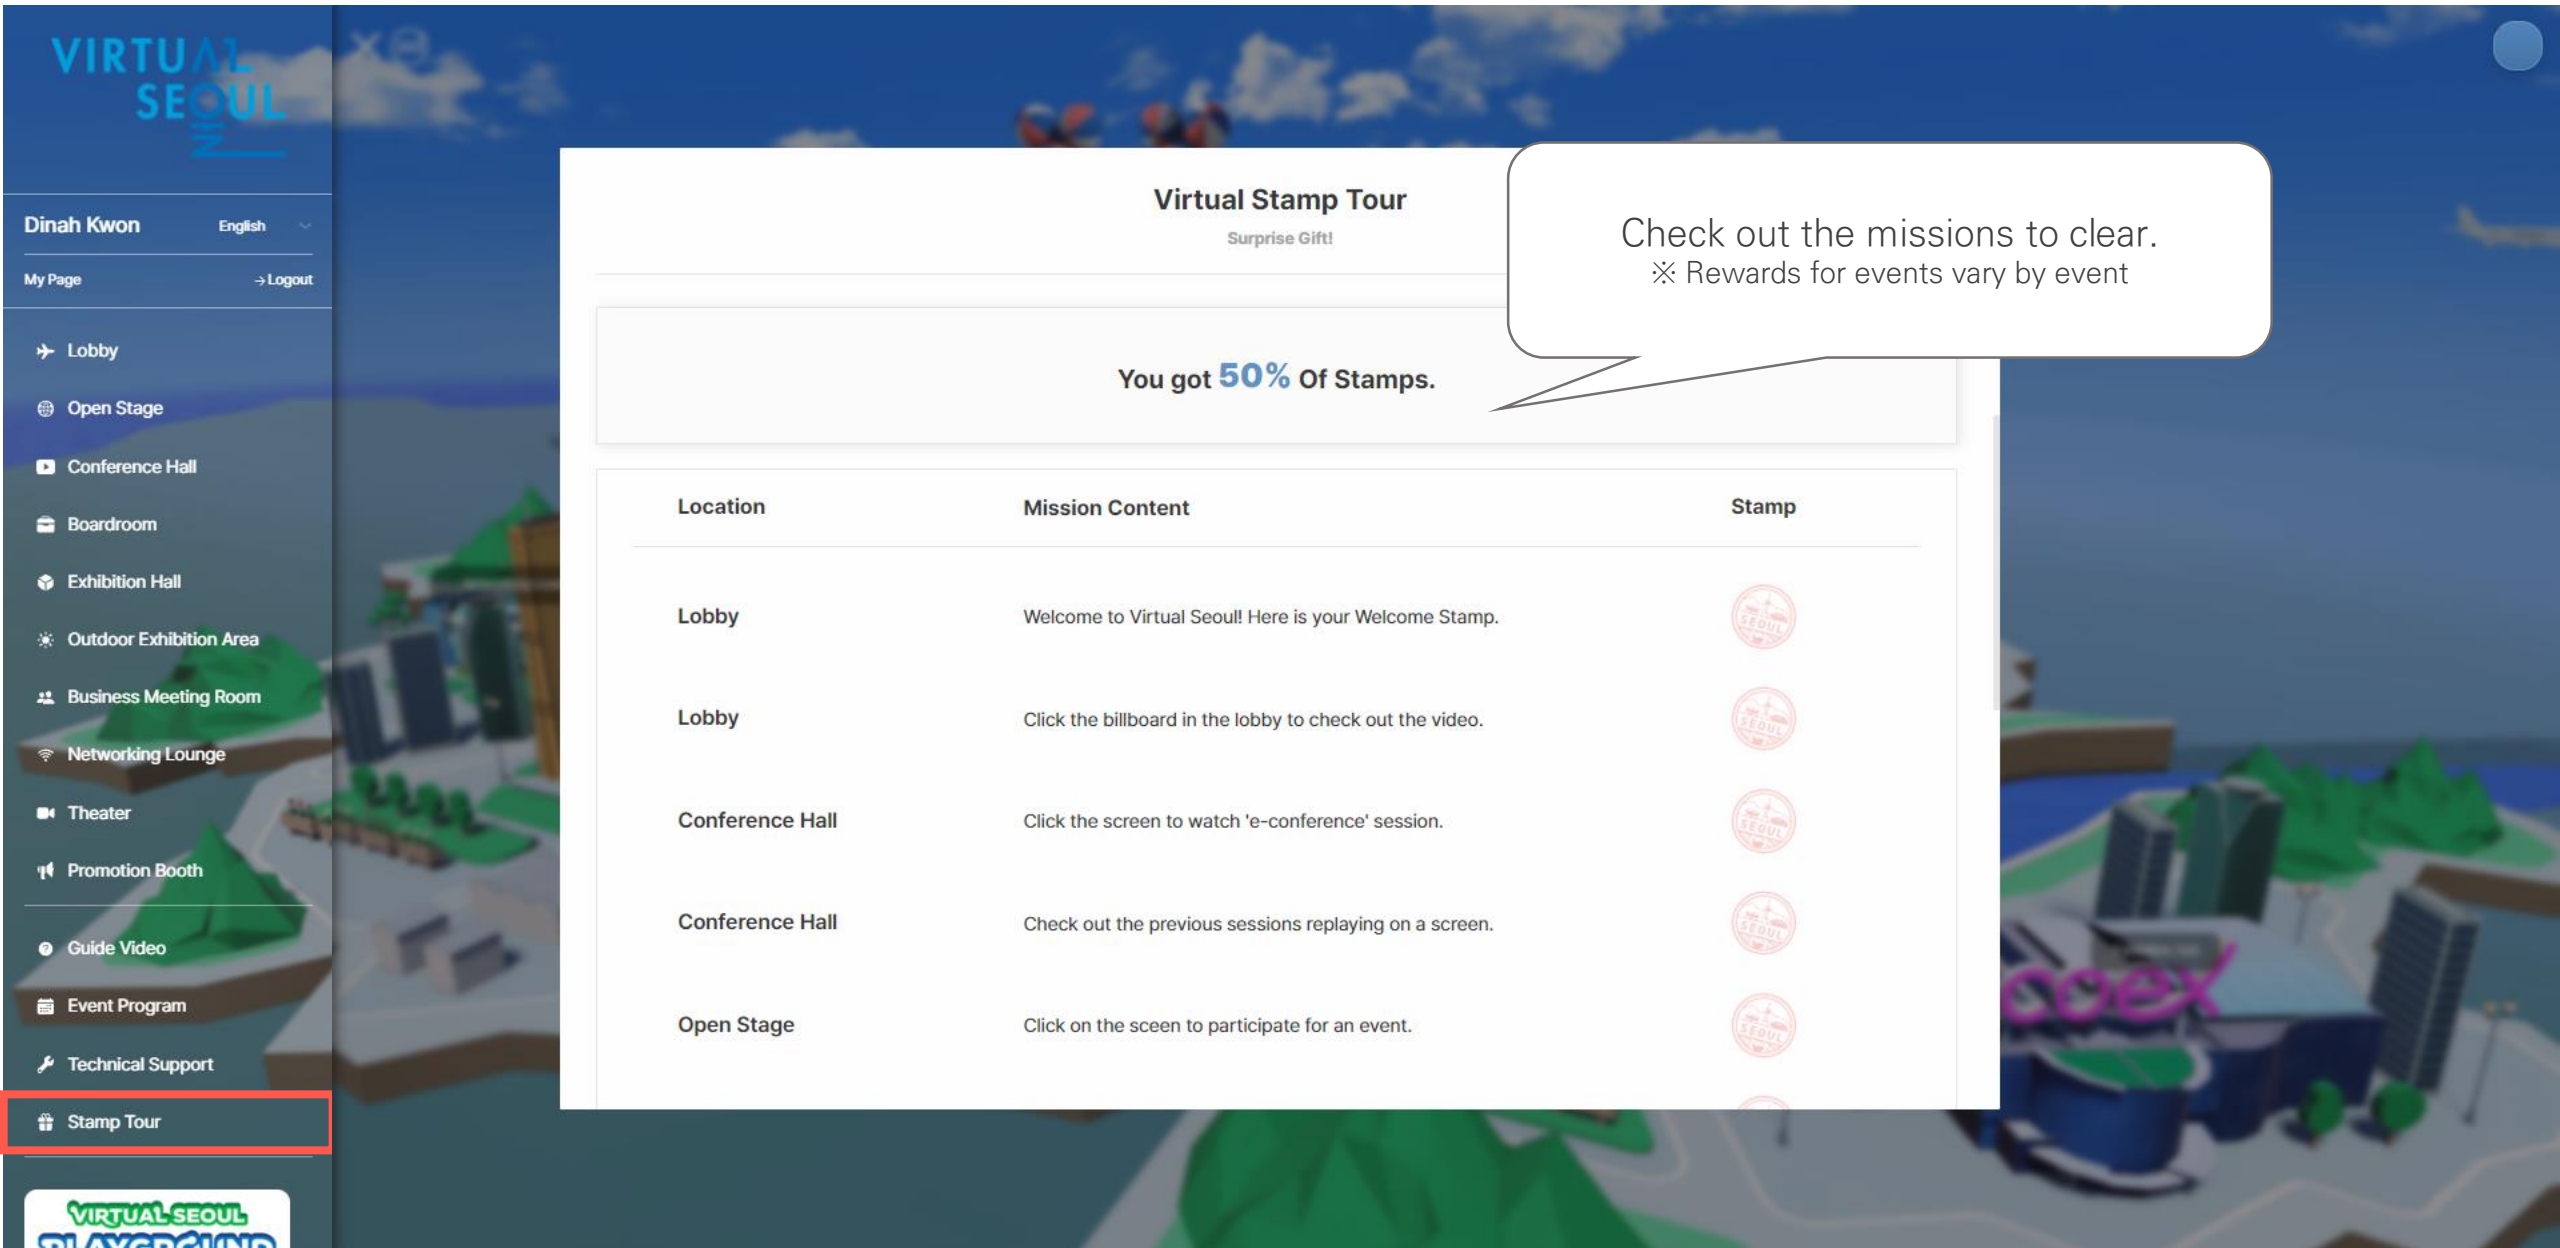 VIRTUAL
SEOUL
Dinah Kwon
English
My Page
→Logout
Lobby
Open Stage
Conference Hall
Boardroom
Exhibition Hall
Outdoor Exhibition Area
Business Meeting Room
Networking Lounge
Theater
Promotion Booth
Guide Video
Event Program
Technical Support
Stamp Tour
VIRTUAL SEOUL
PLAYGROUND
Virtual Stamp Tour
Surprise Gift!
Check out the missions to clear.
※ Rewards for events vary by event
You got 50% Of Stamps.
Location Mission Content Stamp
Lobby Welcome to Virtual Seoul! Here is your Welcome Stamp. SEOUL
Lobby Click the billboard in the lobby to check out the video. SEOUL
Conference Hall Click the screen to watch 'e-conference' session. SEOUL
Conference Hall Check out the previous sessions replaying on a screen. SEOUL
Open Stage Click on the sceen to participate for an event. SEOUL
coex